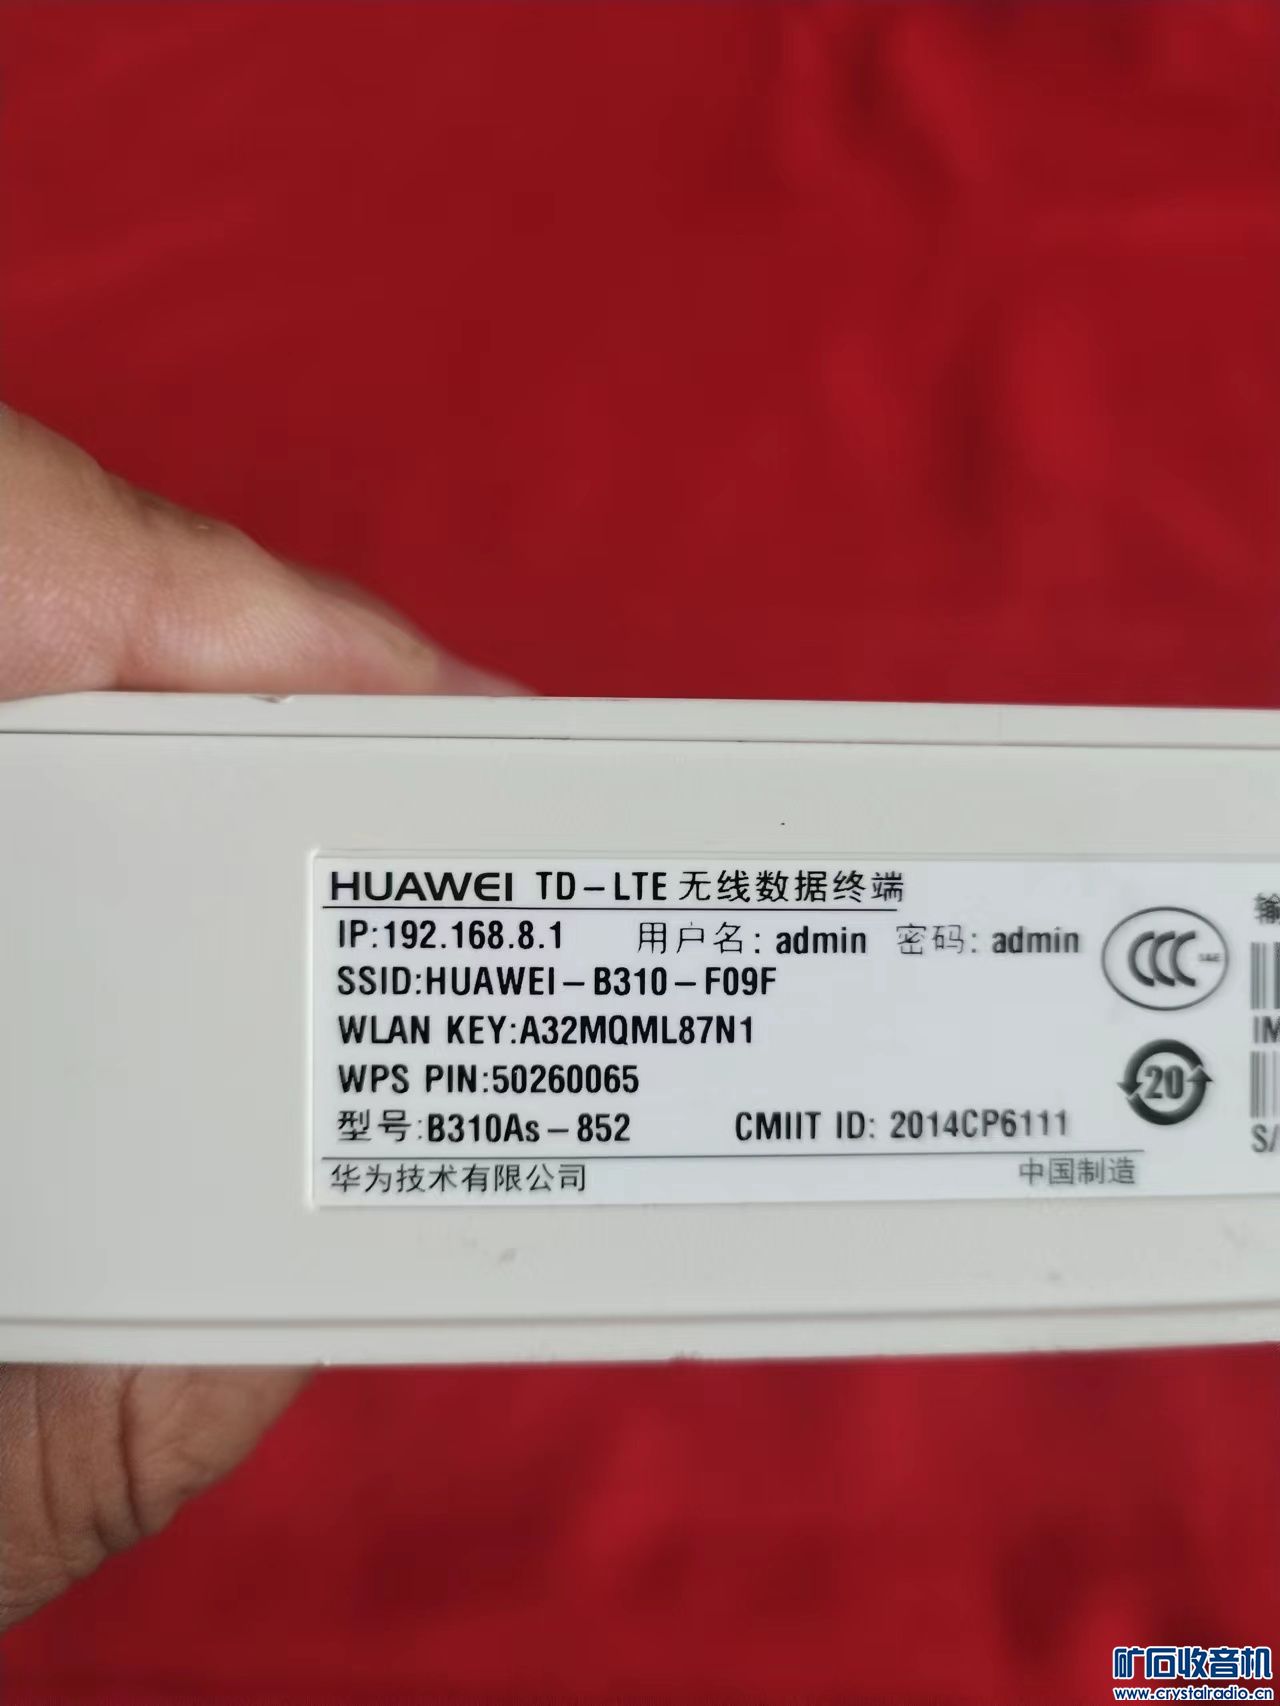 HUAWEI TD-LTE 无线数据终端
IP:192.168.8.1 用户名: admin 密码: admin
SSID:HUAWEI-B310-F09F
WLAN KEY:A32MQML87N1
WPS PIN:50260065
型号:B310As-852 CMIIT ID: 2014CP6111
华为技术有限公司 中国制造
CCC S&E
20
输
IM
S/
矿石收音机
www.crystalradio.cn